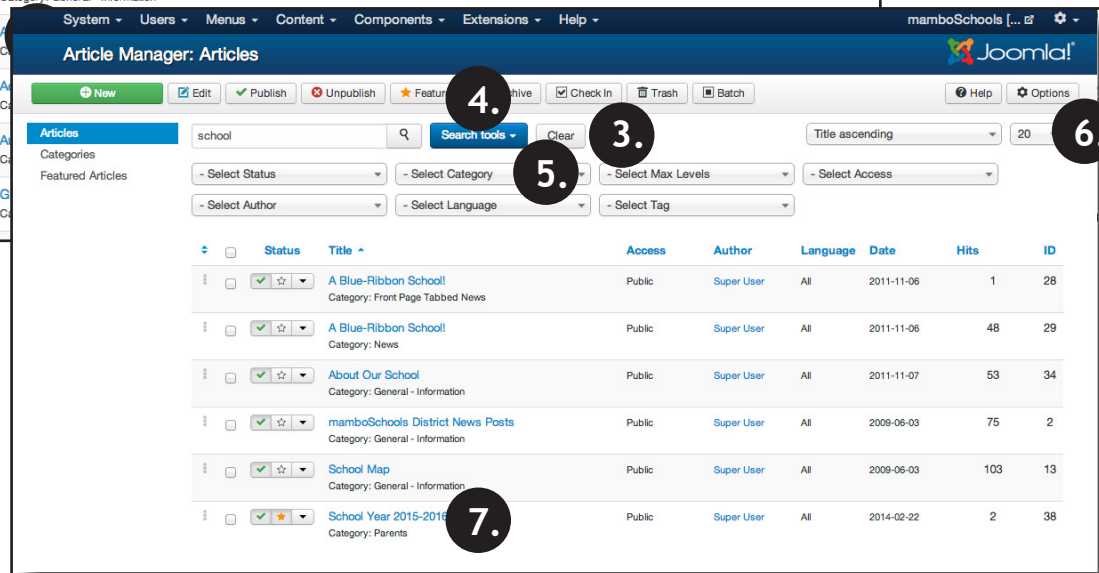 Category: General - Information
System Users Menus Content Components Extensions Help mamboSchools [...
Article Manager: Articles Joomla!
New Edit Publish Unpublish 4. Check In Trash Batch Help Options
Articles
Categories
Featured Articles
school Search tools Clear 3. Title ascending 20 6.
- Select Status - Select Category 5. - Select Max Levels - Select Access
- Select Author - Select Language - Select Tag
Status Title Access Author Language Date Hits ID
A Blue-Ribbon School! Public Super User All 2011-11-06 1 28
Category: Front Page Tabbed News
A Blue-Ribbon School! Public Super User All 2011-11-06 48 29
Category: News
About Our School Public Super User All 2011-11-07 53 34
Category: General - Information
mamboSchools District News Posts Public Super User All 2009-06-03 75 2
Category: General - Information
School Map Public Super User All 2009-06-03 103 13
Category: General - Information
School Year 2015-2016 7. Public Super User All 2014-02-22 2 38
Category: Parents